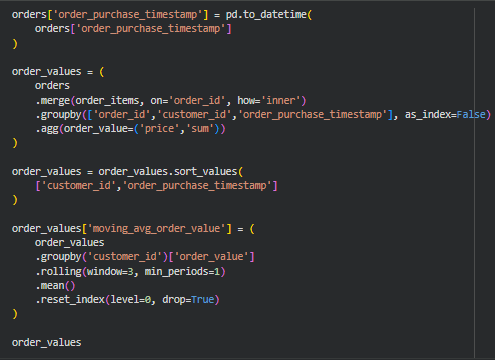 orders['order_purchase_timestamp'] = pd.to_datetime(
    orders['order_purchase_timestamp']
)

order_values = (
    orders
    .merge(order_items, on='order_id', how='inner')
    .groupby(['order_id','customer_id','order_purchase_timestamp'], as_index=False)
    .agg(order_value=('price','sum'))
)

order_values = order_values.sort_values(
    ['customer_id','order_purchase_timestamp']
)

order_values['moving_avg_order_value'] = (
    order_values
    .groupby('customer_id')['order_value']
    .rolling(window=3, min_periods=1)
    .mean()
    .reset_index(level=0, drop=True)
)

order_values